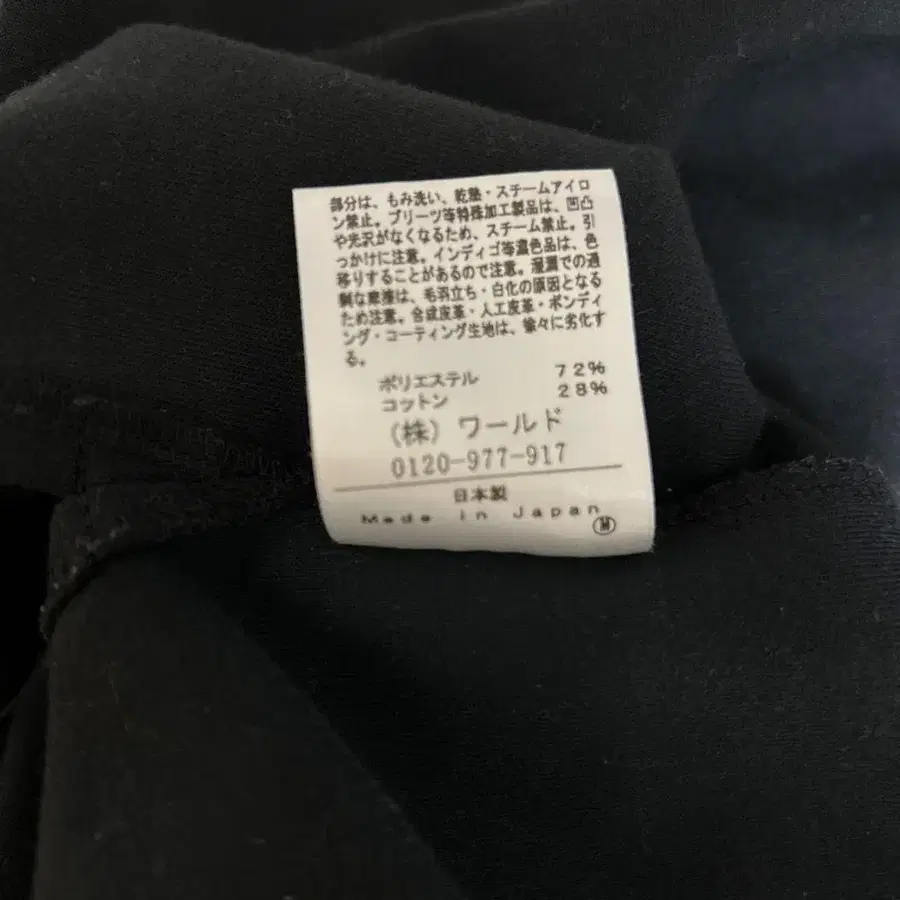 部分は、もみ洗い、乾熱・スチームアイロ
ン禁止。プリーツ等特殊加工製品は、凹凸
や光沢がなくなるため、スチーム禁止。引
っかけに注意。インディゴ等濃色品は、色
移りすることがあるので注意。湿潤での過
剰な摩擦は、毛羽立ち・白化の原因となる
ため注意。合成皮革・人工皮革・ボンディ
ング・コーティング生地は、徐々に劣化す
る。
ポリエステル 72%
コットン 28%
(株) ワールド
0120-977-917
日本製
Made in Japan
M